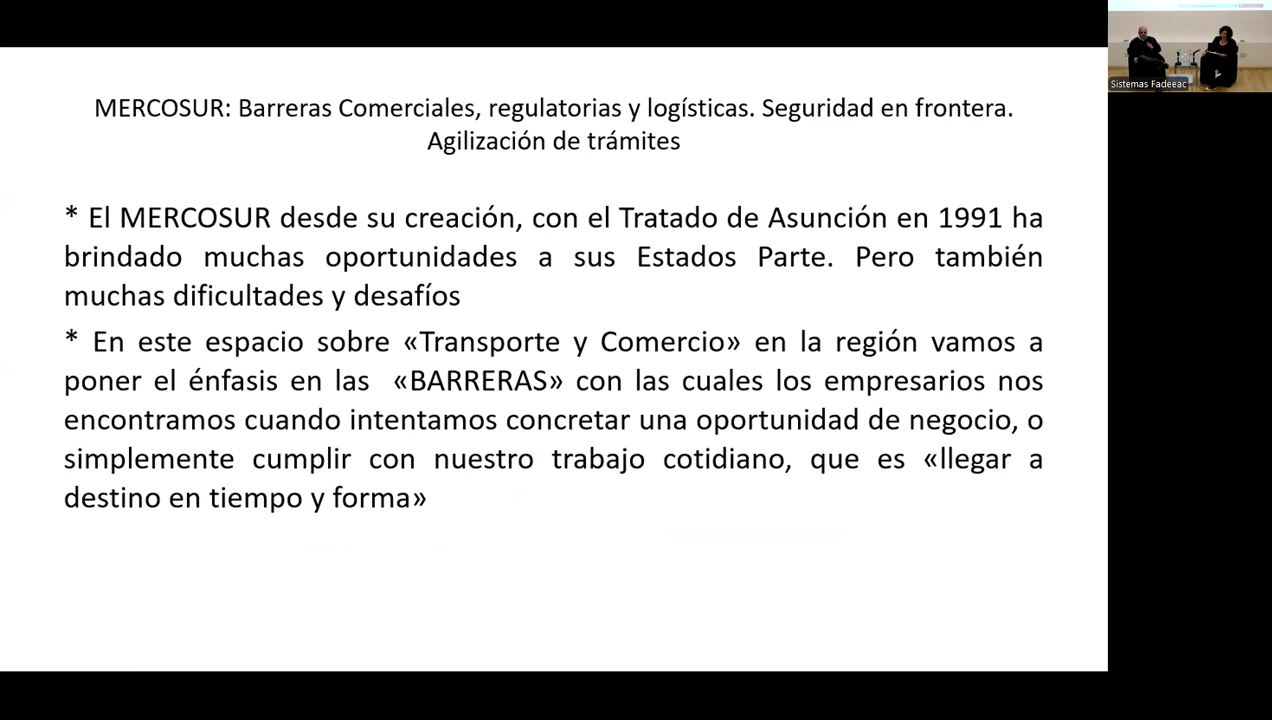 MERCOSUR: Barreras Comerciales, regulatorias y logísticas. Seguridad en frontera.
Agilización de trámites
* El MERCOSUR desde su creación, con el Tratado de Asunción en 1991 ha
brindado muchas oportunidades a sus Estados Parte. Pero también
muchas dificultades y desafíos
* En este espacio sobre «Transporte y Comercio» en la región vamos a
poner el énfasis en las «BARRERAS» con las cuales los empresarios nos
encontramos cuando intentamos concretar una oportunidad de negocio, o
simplemente cumplir con nuestro trabajo cotidiano, que es «llegar a
destino en tiempo y forma»
Sistemas Fadeeac